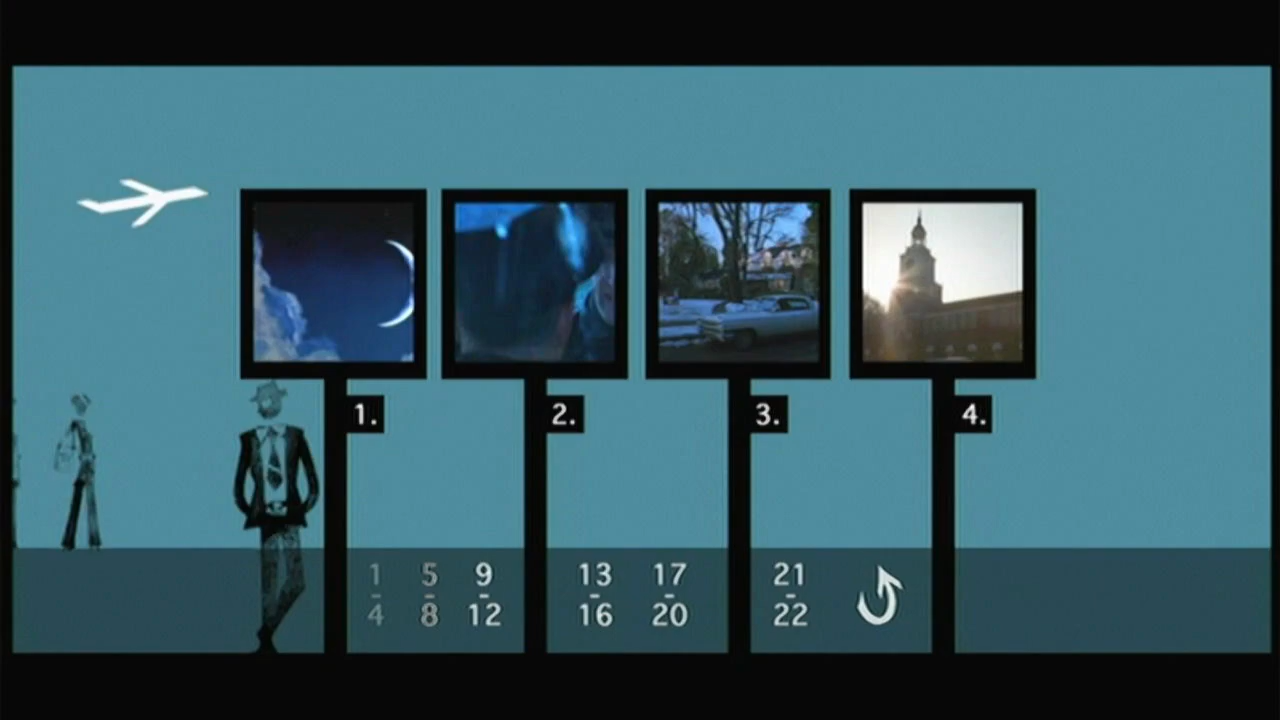 1. 2. 3. 4.
1 5 9 13 17 21
- - - - - -
4 8 12 16 20 22